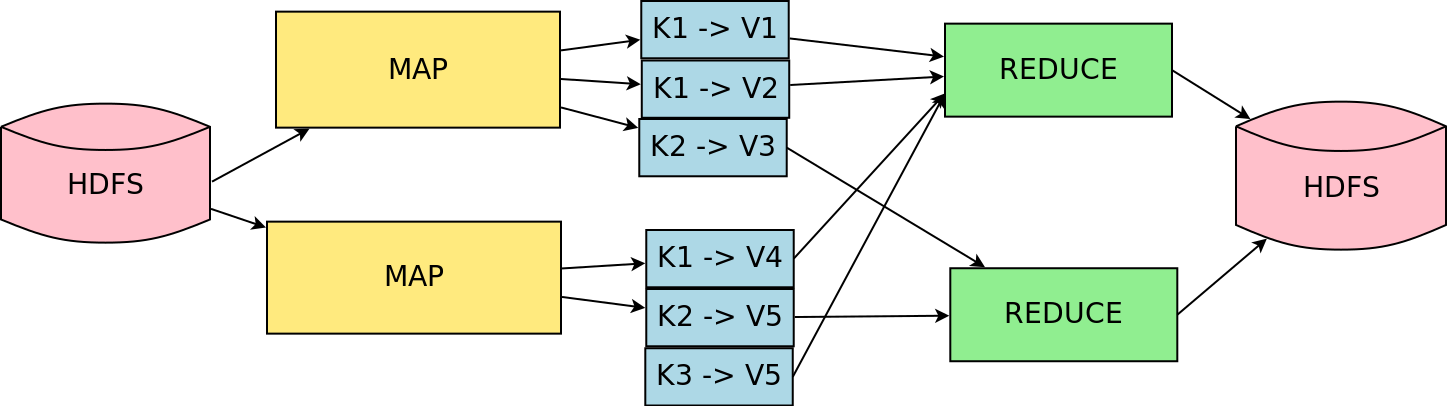 HDFS
MAP
K1 -> V1
K1 -> V2
K2 -> V3
REDUCE
HDFS
MAP
K1 -> V4
K2 -> V5
K3 -> V5
REDUCE